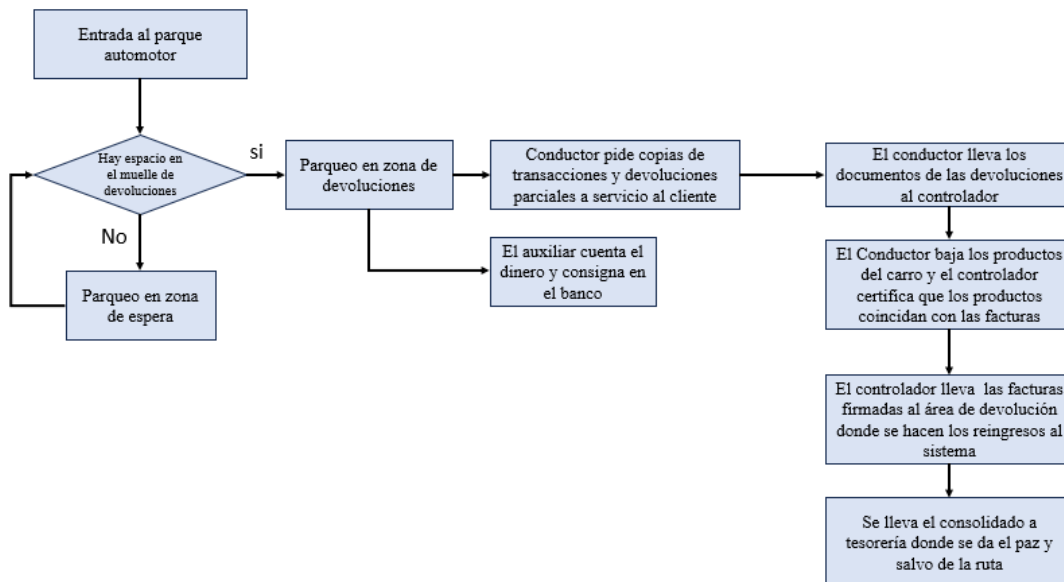 Entrada al parque
automotor
Hay espacio en
el muelle de
devoluciones
si
No
Parqueo en zona
de espera
Parqueo en zona de
devoluciones
Conductor pide copias de
transacciones y devoluciones
parciales a servicio al cliente
El auxiliar cuenta el
dinero y consigna en
el banco
El conductor lleva los
documentos de las devoluciones
al controlador
El Conductor baja los productos
del carro y el controlador
certifica que los productos
coincidan con las facturas
El controlador lleva las facturas
firmadas al área de devolución
donde se hacen los reingresos al
sistema
Se lleva el consolidado a
tesorería donde se da el paz y
salvo de la ruta